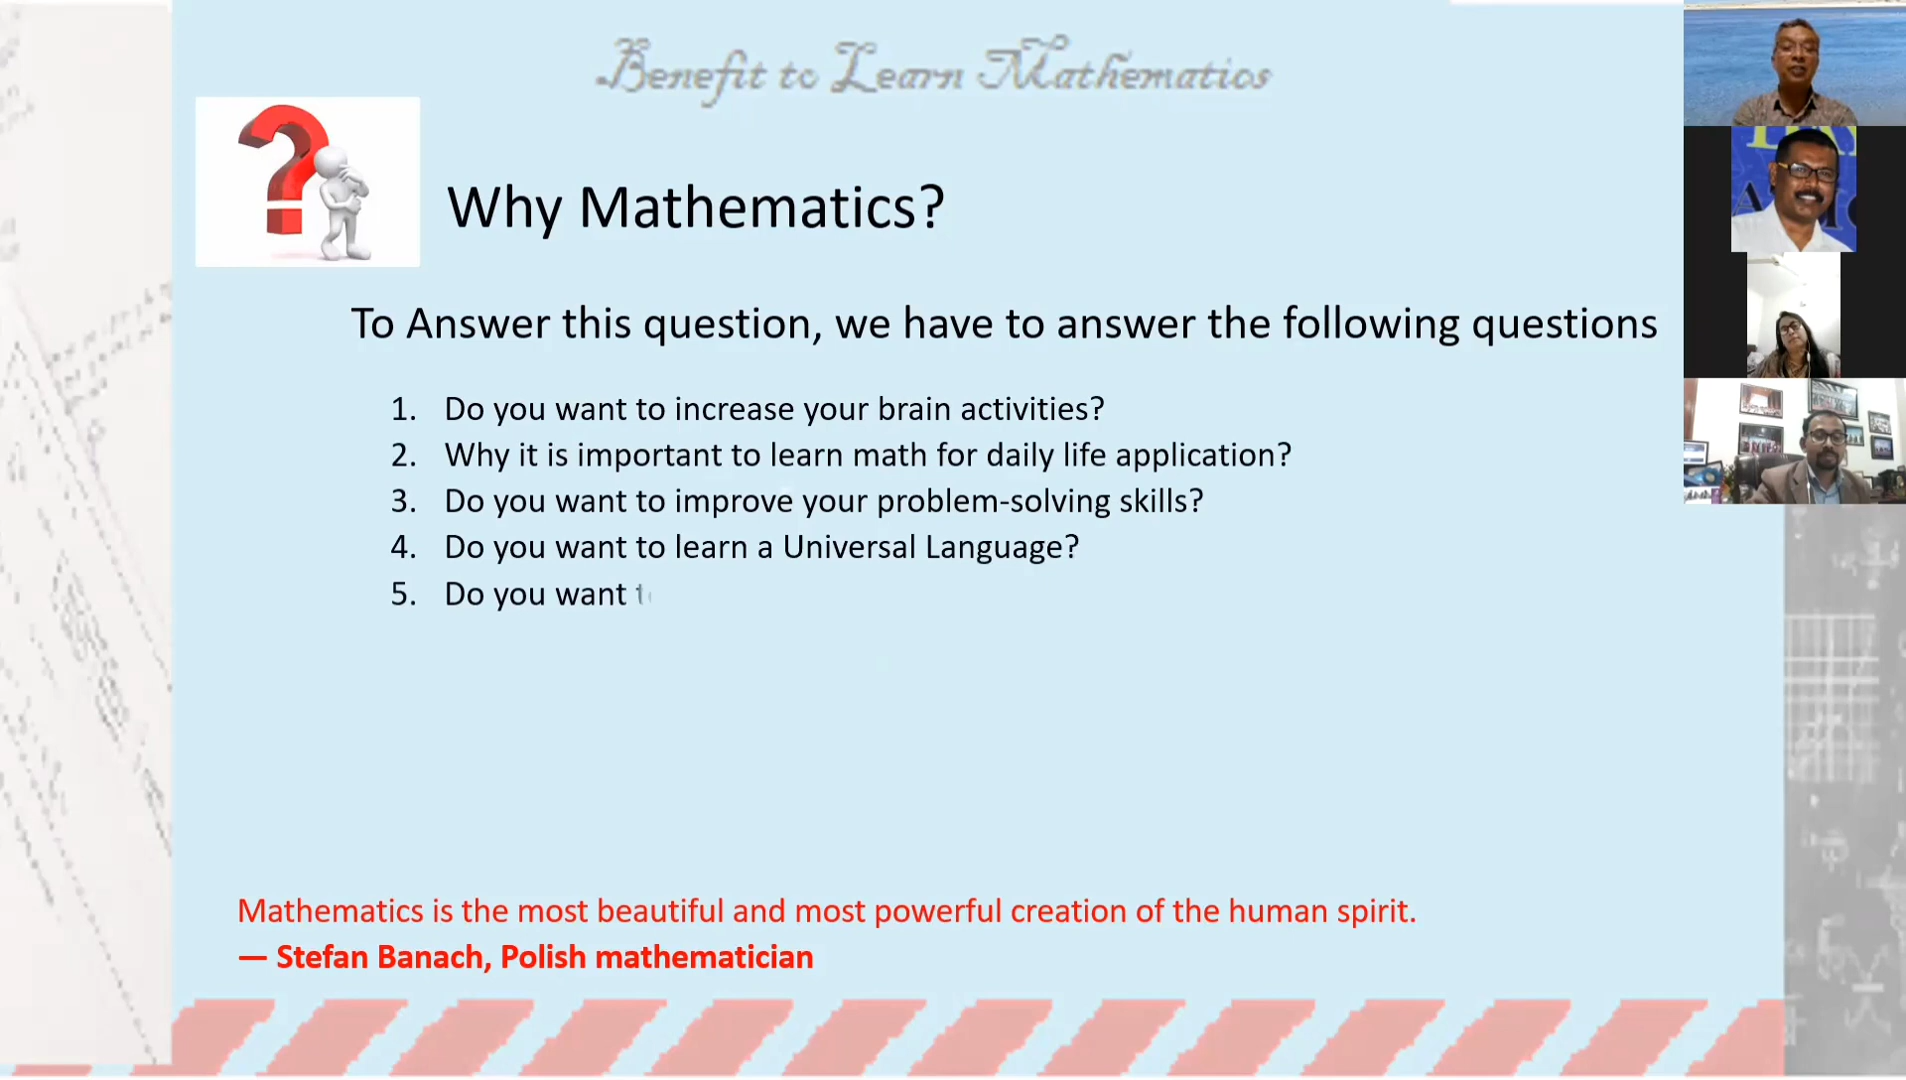 Benefit to Learn Mathematics
Why Mathematics?
To Answer this question, we have to answer the following questions
1. Do you want to increase your brain activities?
2. Why it is important to learn math for daily life application?
3. Do you want to improve your problem-solving skills?
4. Do you want to learn a Universal Language?
5. Do you want
Mathematics is the most beautiful and most powerful creation of the human spirit.
— Stefan Banach, Polish mathematician